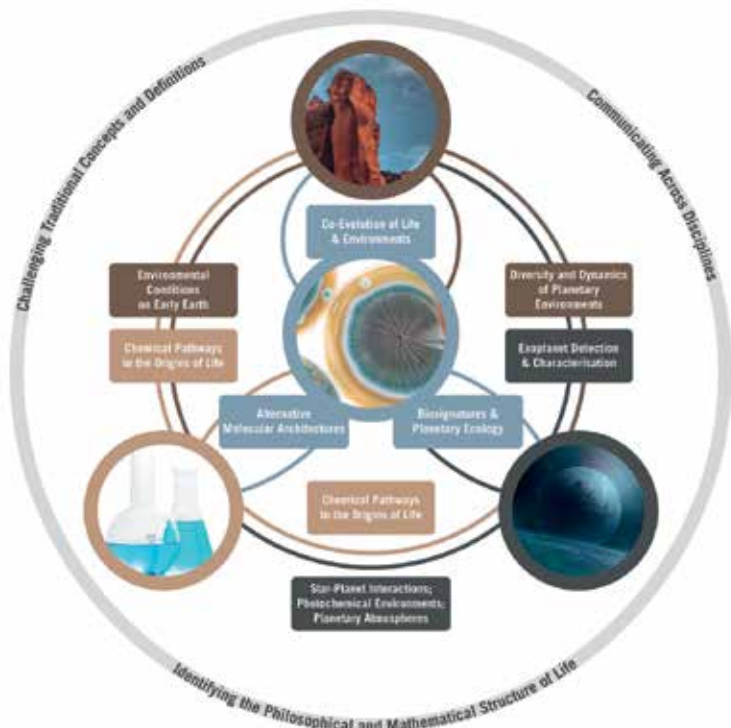 Challenging Traditional Concepts and Definitions
Communicating Across Disciplines
Co-Evolution of Life
& Environments
Environmental
Conditions
on Early Earth
Diversity and Dynamics
of Planetary
Environments
Chemical Pathways
to the Origins of Life
Exoplanet Detection
& Characterisation
Alternative
Molecular Architectures
Biosignatures &
Planetary Ecology
Chemical Pathways
to the Origins of Life
Star-Planet Interactions;
Photochemical Environments;
Planetary Atmospheres
Identifying the Philosophical and Mathematical Structure of Life